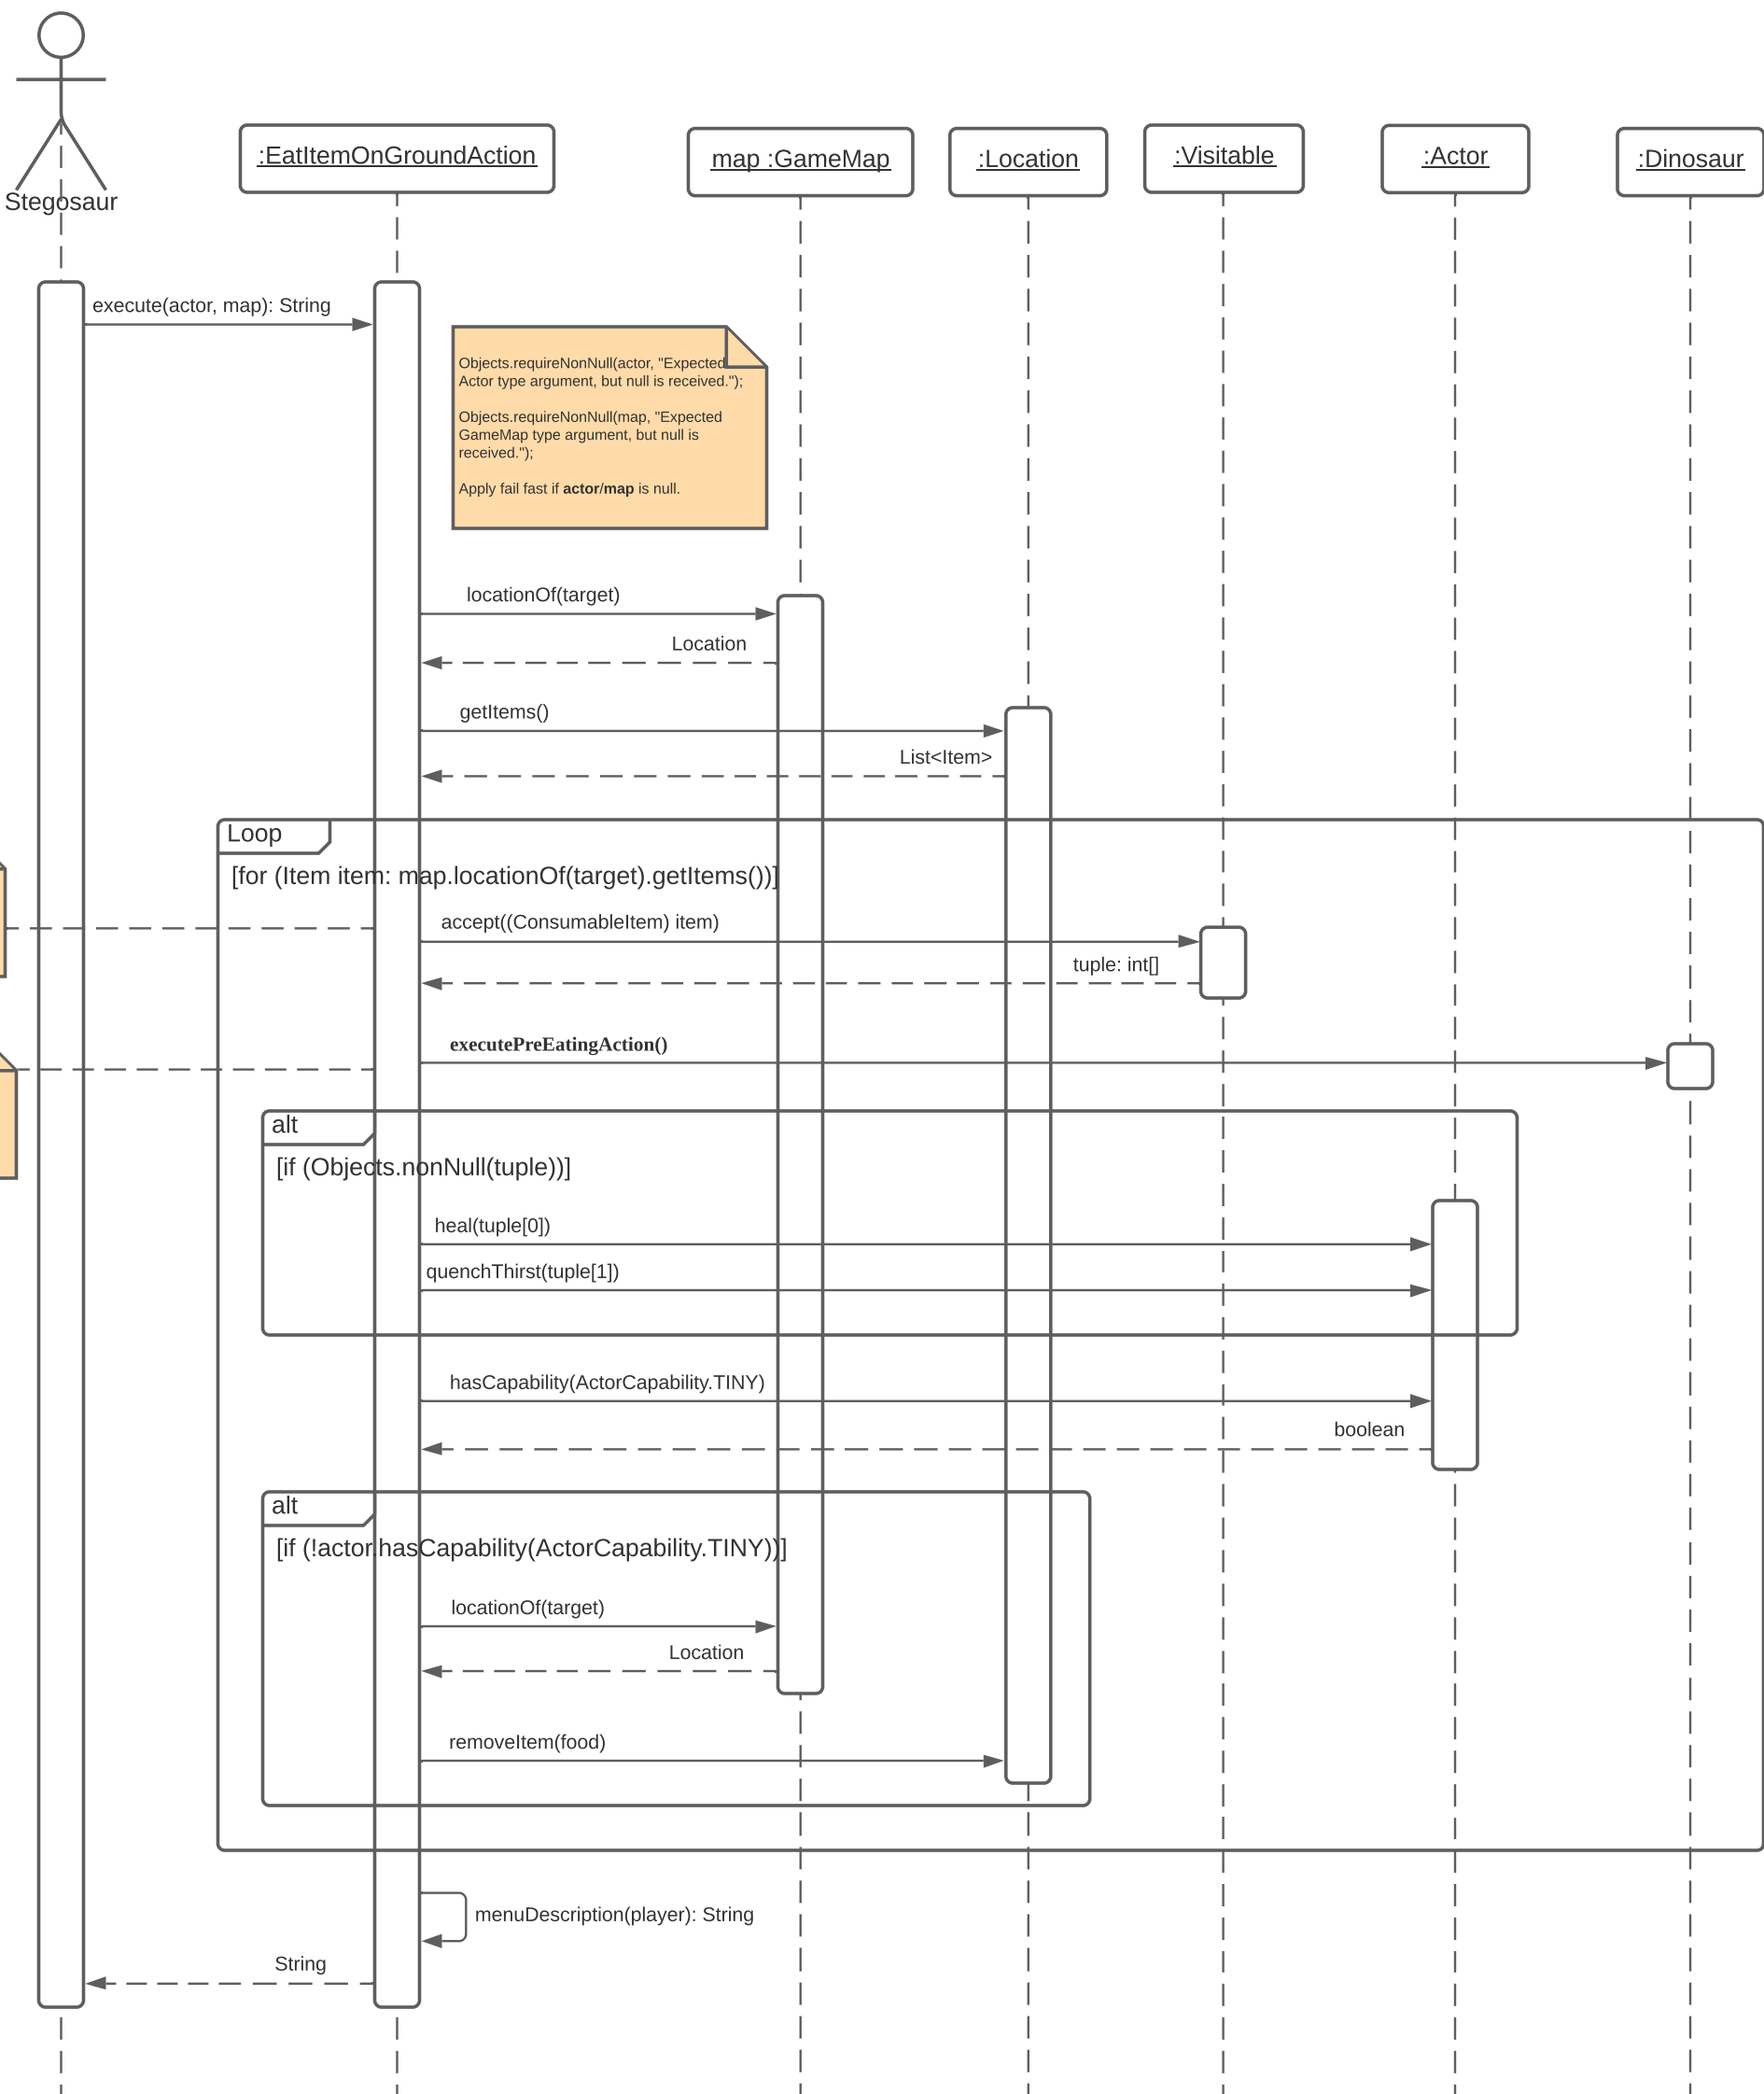 Stegosaur
:EatItemOnGroundAction
map :GameMap
:Location
:Visitable
:Actor
:Dinosaur
execute(actor, map): String
Objects.requireNonNull(actor, "Expected
Actor type argument, but null is received.");
Objects.requireNonNull(map, "Expected
GameMap type argument, but null is
received.");
Apply fail fast if actor/map is null.
locationOf(target)
Location
getItems()
List<Item>
Loop
[for (Item item: map.locationOf(target).getItems())]
accept((ConsumableItem) item)
tuple: int[]
executePreEatingAction()
alt
[if (Objects.nonNull(tuple))]
heal(tuple[0])
quenchThirst(tuple[1])
hasCapability(ActorCapability.TINY)
boolean
alt
[if (!actor.hasCapability(ActorCapability.TINY))]
locationOf(target)
Location
removeItem(food)
menuDescription(player): String
String